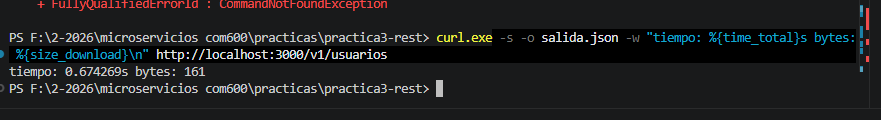 + FullyQualifiedErrorId : CommandNotFoundException
PS F:\2-2026\microservicios com600\practicas\practica3-rest> curl.exe -s -o salida.json -w "tiempo: %{time_total}s bytes:
%{size_download}\n" http://localhost:3000/v1/usuarios
tiempo: 0.674269s bytes: 161
PS F:\2-2026\microservicios com600\practicas\practica3-rest>